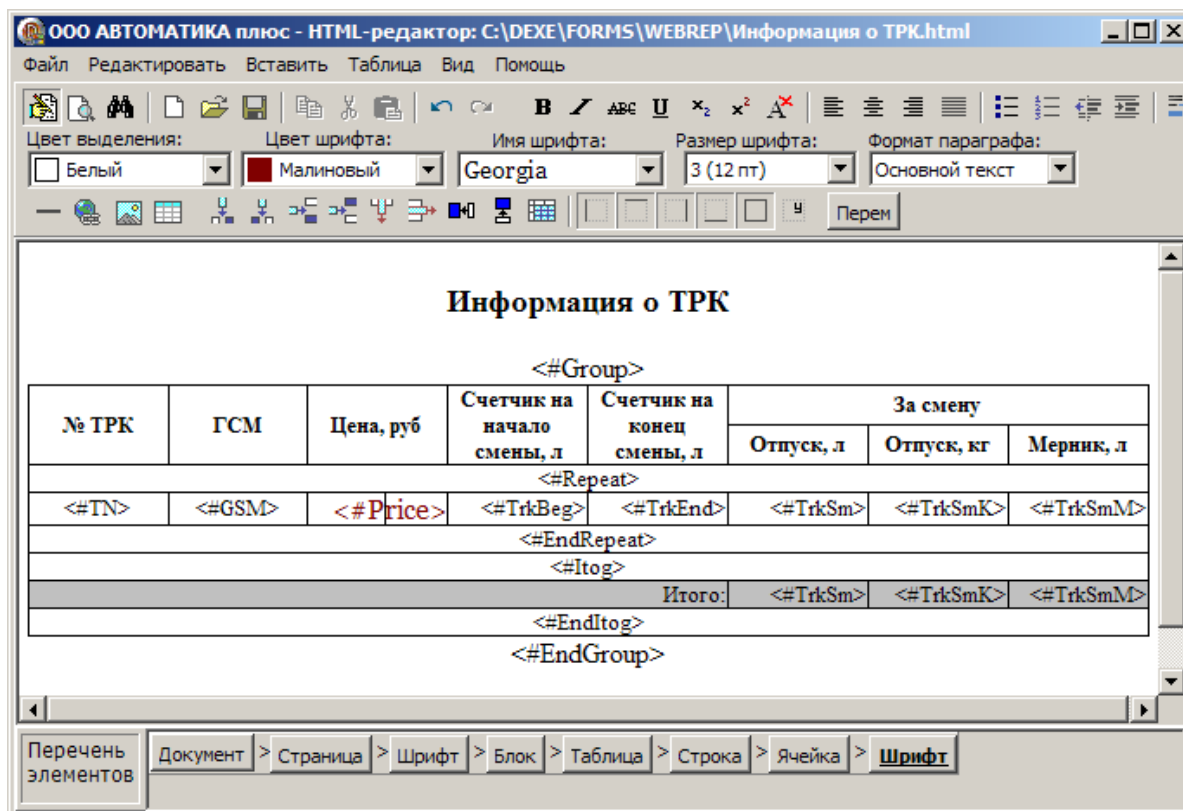 ООО АВТОМАТИКА плюс - HTML-редактор: C:\DEXE\FORMS\WEBREP\Информация о ТРК.html
Файл Редактировать Вставить Таблица Вид Помощь
B ABC U x₂ x² A
Цвет выделения: Цвет шрифта: Имя шрифта: Размер шрифта: Формат параграфа:
Белый Малиновый Georgia 3 (12 пт) Основной текст
У Перем
Информация о ТРК
<#Group>
№ ТРК ГСМ Цена, руб Счетчик на начало смены, л Счетчик на конец смены, л За смену
Отпуск, л Отпуск, кг Мерник, л
<#Repeat>
<#TN> <#GSM> <#Price> <#TrkBeg> <#TrkEnd> <#TrkSm> <#TrkSmK> <#TrkSmM>
<#EndRepeat>
<#Itog>
Итого: <#TrkSm> <#TrkSmK> <#TrkSmM>
<#EndItog>
<#EndGroup>
Перечень элементов
Документ > Страница > Шрифт > Блок > Таблица > Строка > Ячейка > Шрифт